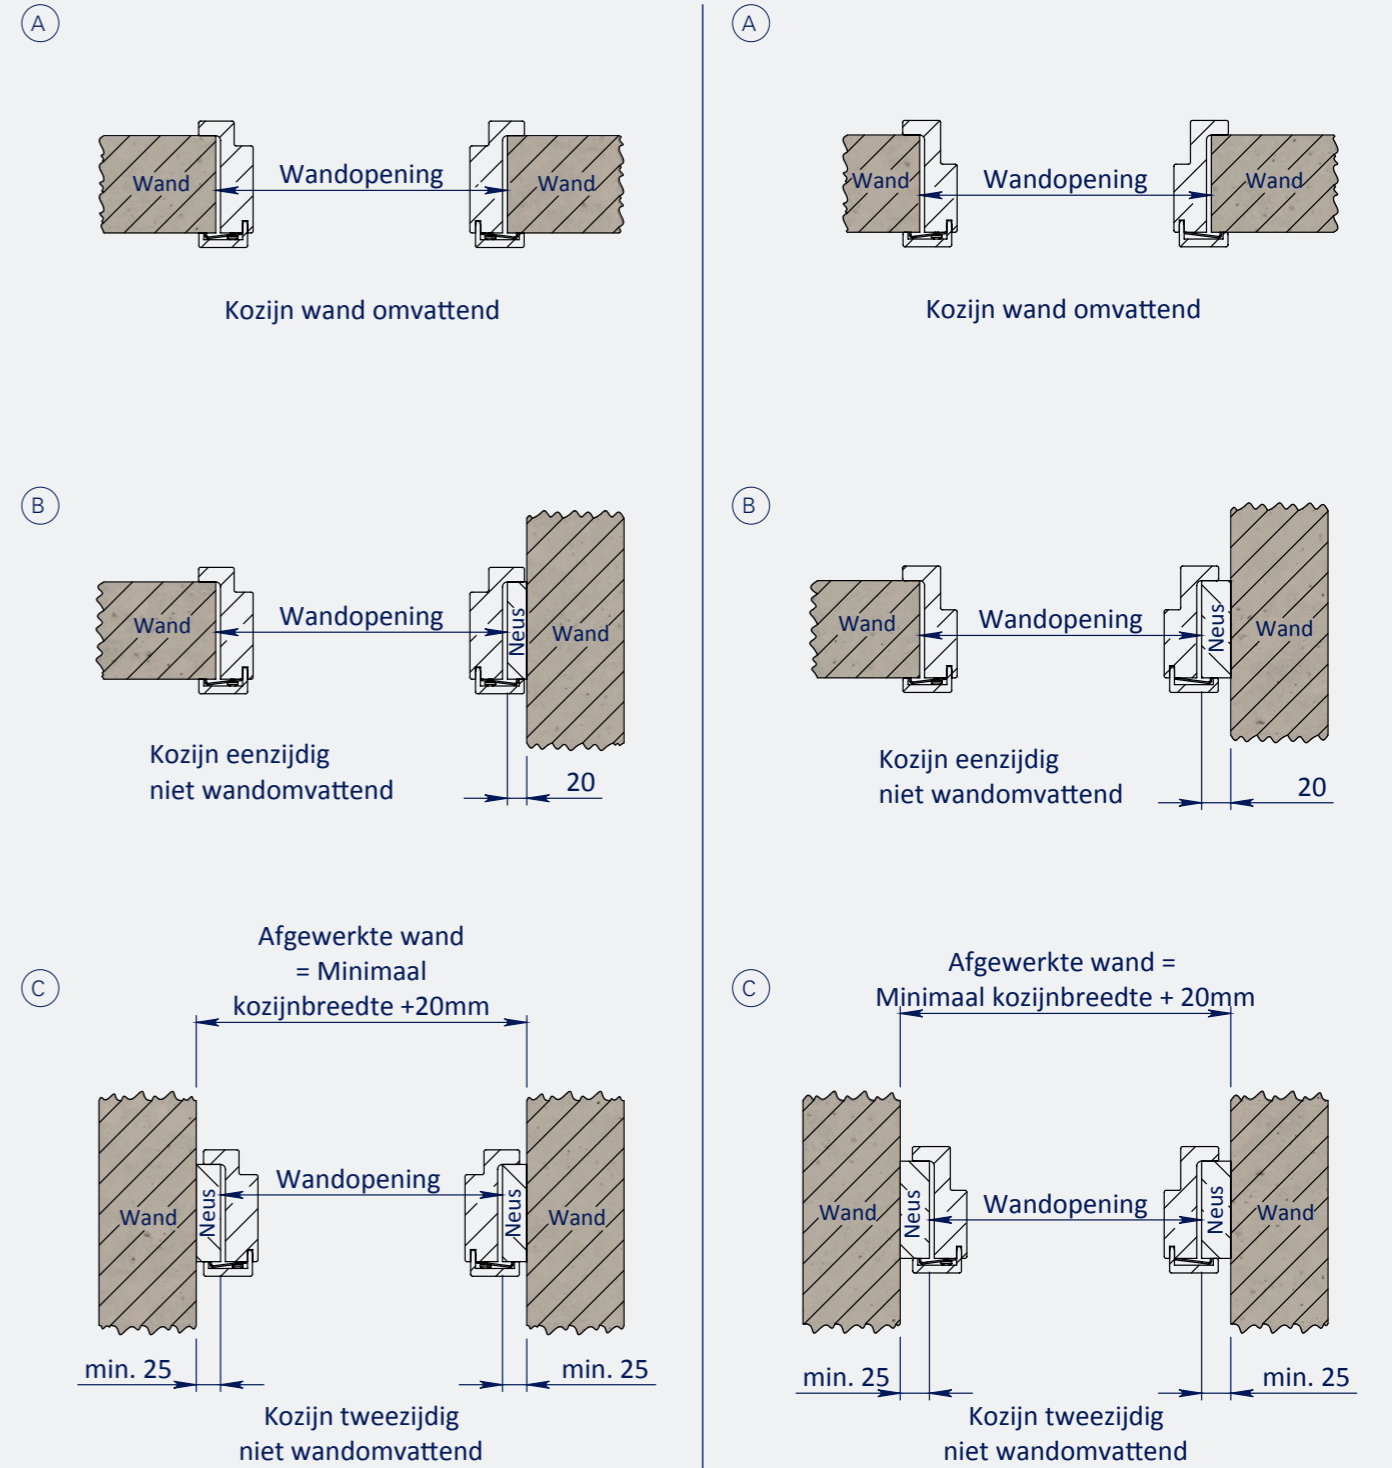 A
Wand
Wandopening
Wand
Kozijn wand omvattend
B
Wand
Wandopening
Neus
Wand
Kozijn eenzijdig
niet wandomvattend
20
C
Afgewerkte wand
= Minimaal
kozijnbreedte +20mm
Wand
Neus
Wandopening
Neus
Wand
min. 25
min. 25
Kozijn tweezijdig
niet wandomvattend
A
Wand
Wandopening
Wand
Kozijn wand omvattend
B
Wand
Wandopening
Neus
Wand
Kozijn eenzijdig
niet wandomvattend
20
C
Afgewerkte wand =
Minimaal kozijnbreedte + 20mm
Wand
Neus
Wandopening
Neus
Wand
min. 25
min. 25
Kozijn tweezijdig
niet wandomvattend